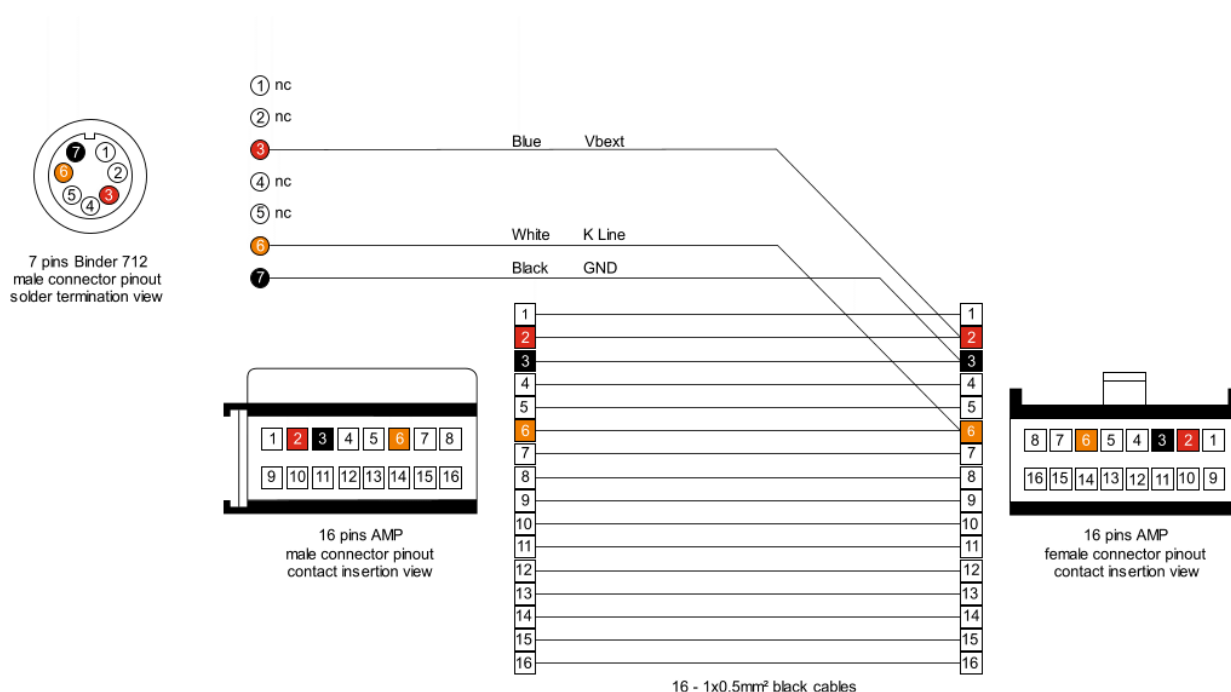 1 nc
2 nc
3 Blue Vbext
4 nc
5 nc
6 White K Line
7 Black GND
7 1
6 2
5 4 3
7 pins Binder 712
male connector pinout
solder termination view
1 1
2 2
3 3
4 4
5 5
6 6
7 7
8 8
9 9
10 10
11 11
12 12
13 13
14 14
15 15
16 16
16 - 1x0.5mm² black cables
1 2 3 4 5 6 7 8
9 10 11 12 13 14 15 16
16 pins AMP
male connector pinout
contact insertion view
8 7 6 5 4 3 2 1
16 15 14 13 12 11 10 9
16 pins AMP
female connector pinout
contact insertion view